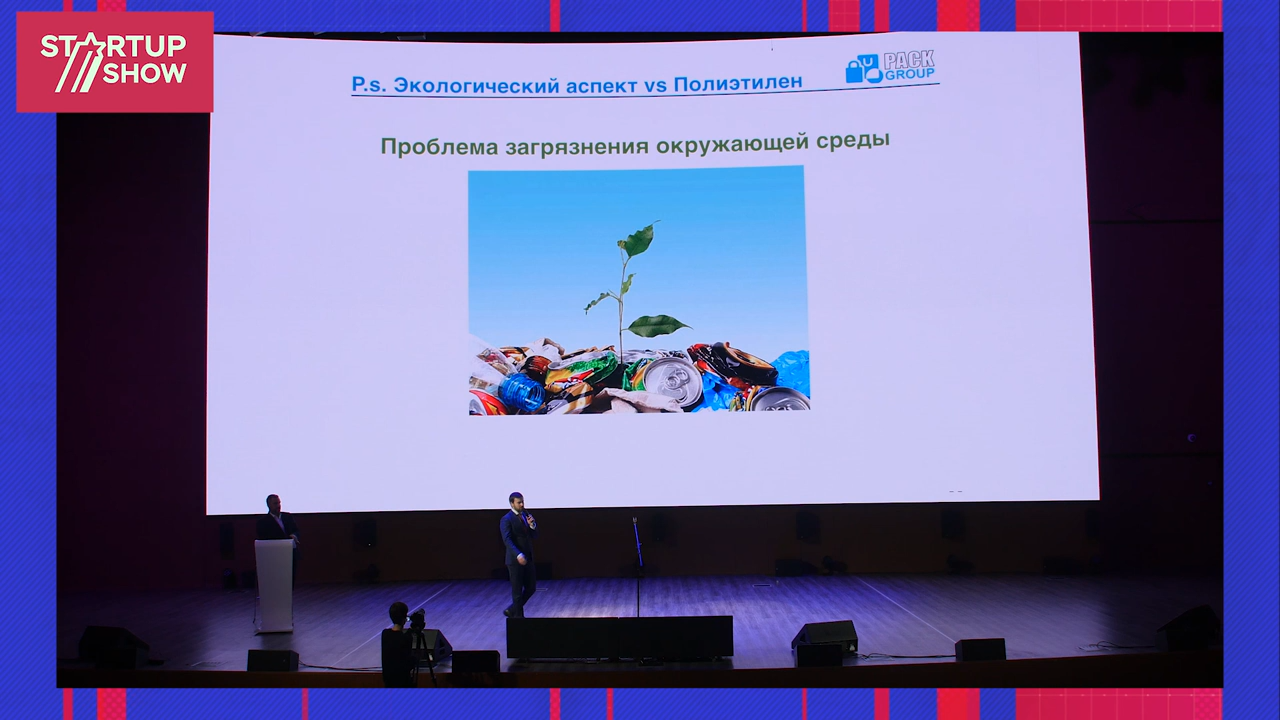 STARTUP
SHOW
P.s. Экологический аспект vs Полиэтилен
PACK
GROUP
Проблема загрязнения окружающей среды